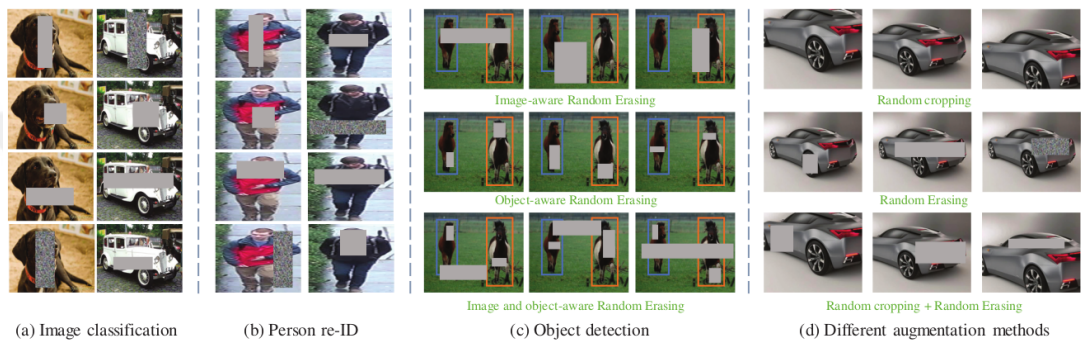 Image-aware Random Erasing
Random cropping
Object-aware Random Erasing
Random Erasing
Image and object-aware Random Erasing
Random cropping + Random Erasing
(a) Image classification
(b) Person re-ID
(c) Object detection
(d) Different augmentation methods